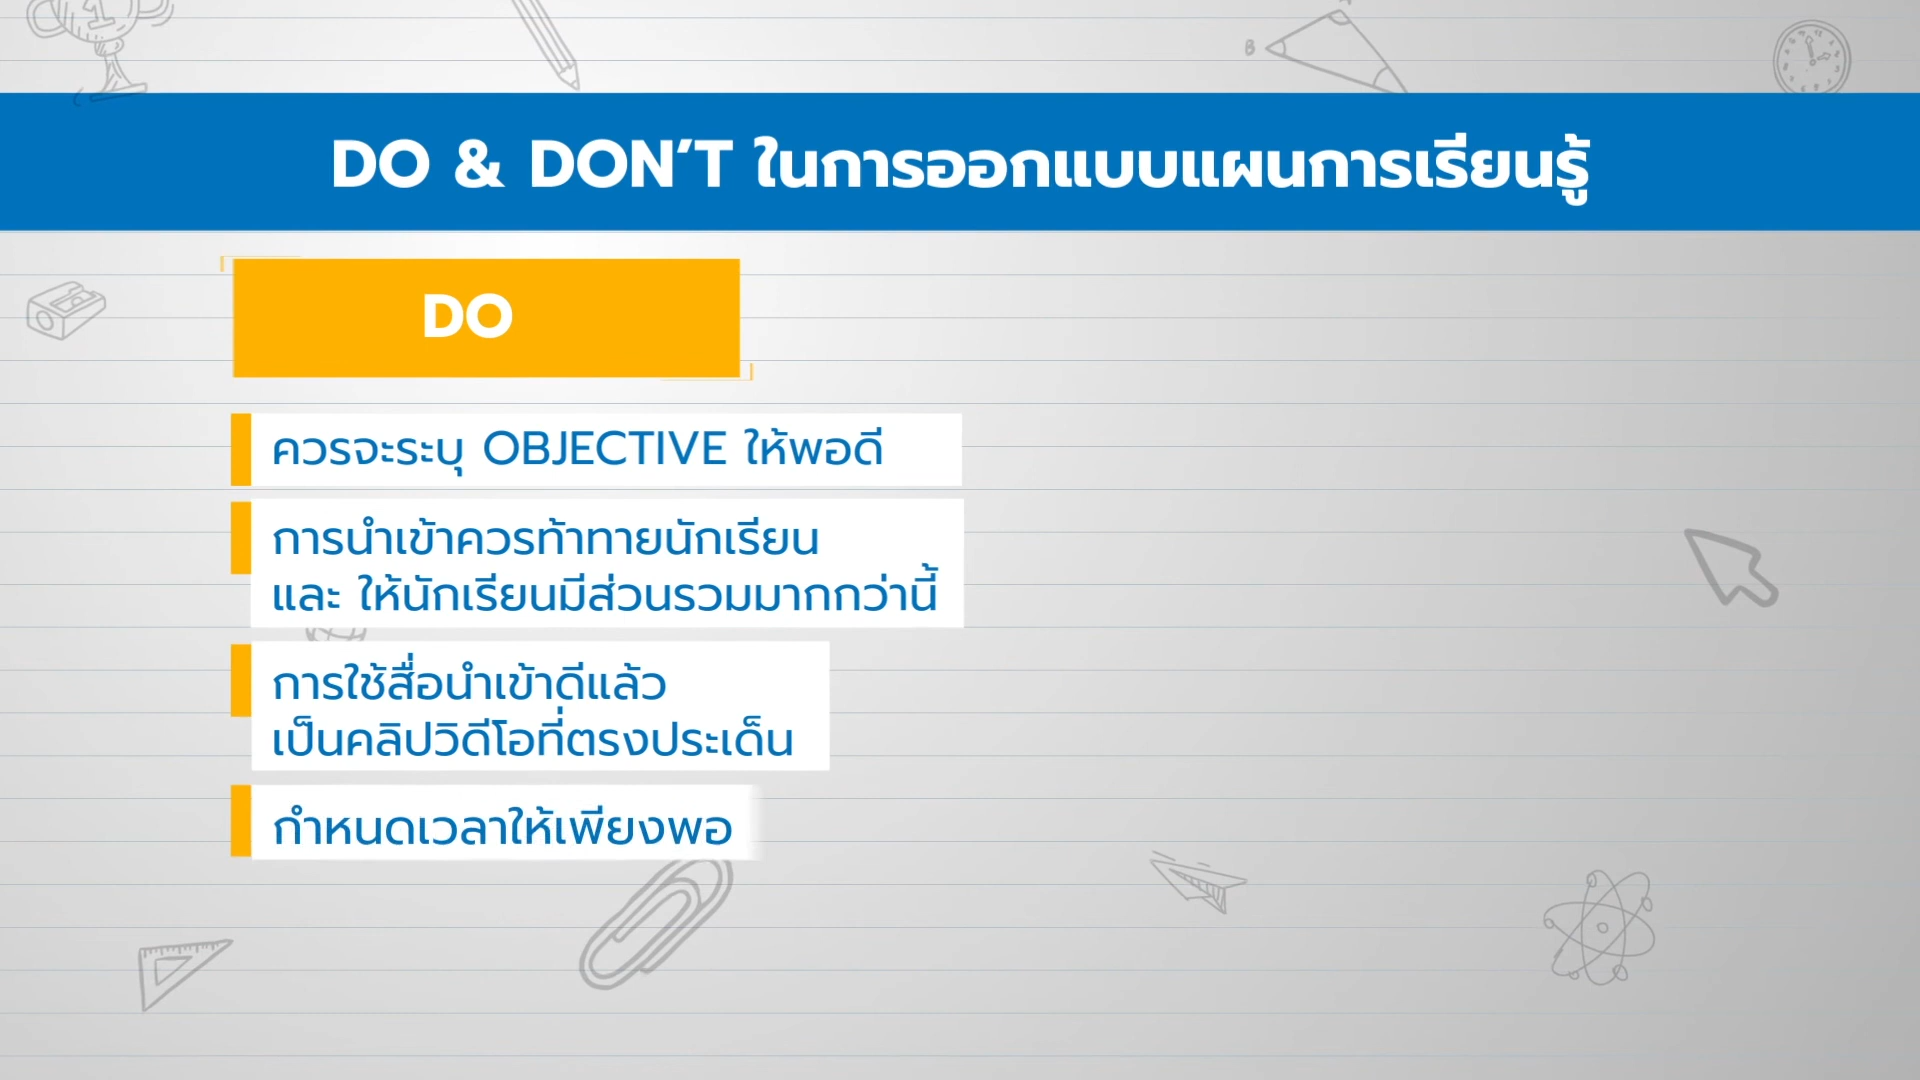 DO & DON’T ในการออกแบบแผนการเรียนรู้
DO
ควรจะระบุ OBJECTIVE ให้พอดี
การนำเข้าควรท้าทายนักเรียน
และ ให้นักเรียนมีส่วนรวมมากกว่านี้
การใช้สื่อนำเข้าดีแล้ว
เป็นคลิปวิดีโอที่ตรงประเด็น
กำหนดเวลาให้เพียงพอ